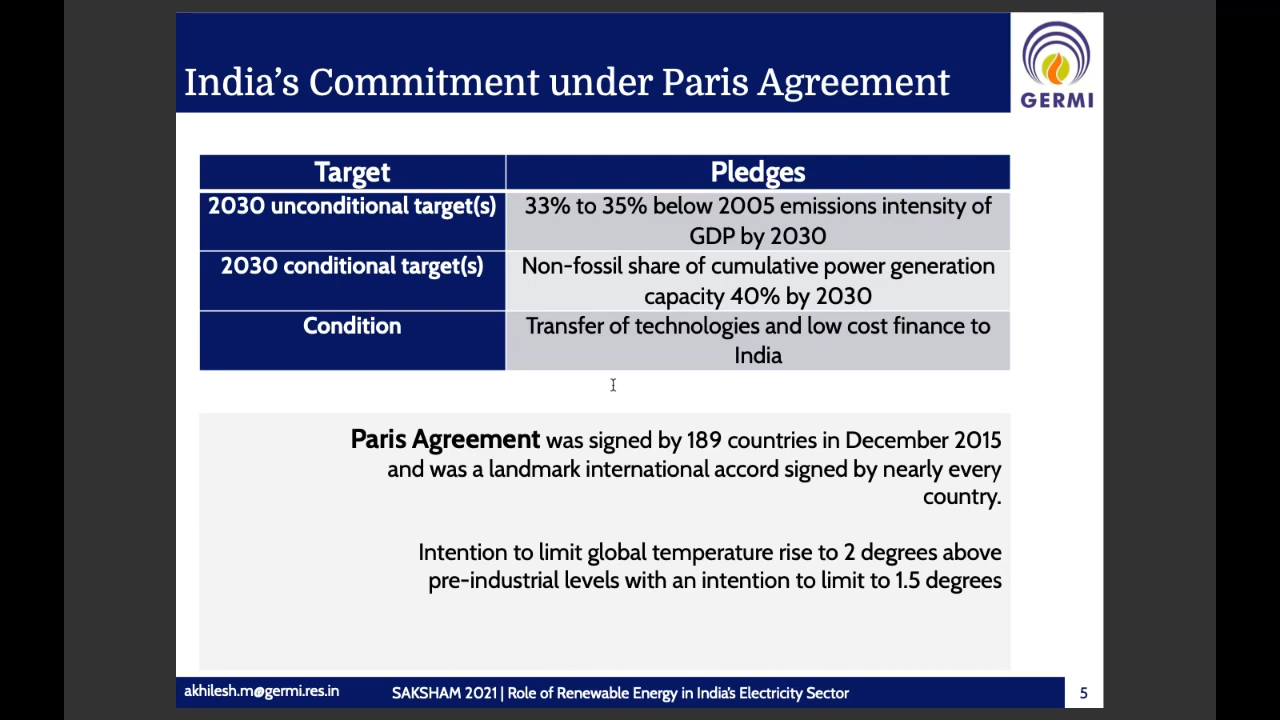 India's Commitment under Paris Agreement
GERMI
Target
Pledges
2030 unconditional target(s)
33% to 35% below 2005 emissions intensity of
GDP by 2030
2030 conditional target(s)
Non-fossil share of cumulative power generation
capacity 40% by 2030
Condition
Transfer of technologies and low cost finance to
India
Paris Agreement was signed by 189 countries in December 2015
and was a landmark international accord signed by nearly every
country.
Intention to limit global temperature rise to 2 degrees above
pre-industrial levels with an intention to limit to 1.5 degrees
akhilesh.m@germi.res.in
SAKSHAM 2021 | Role of Renewable Energy in India's Electricity Sector
5